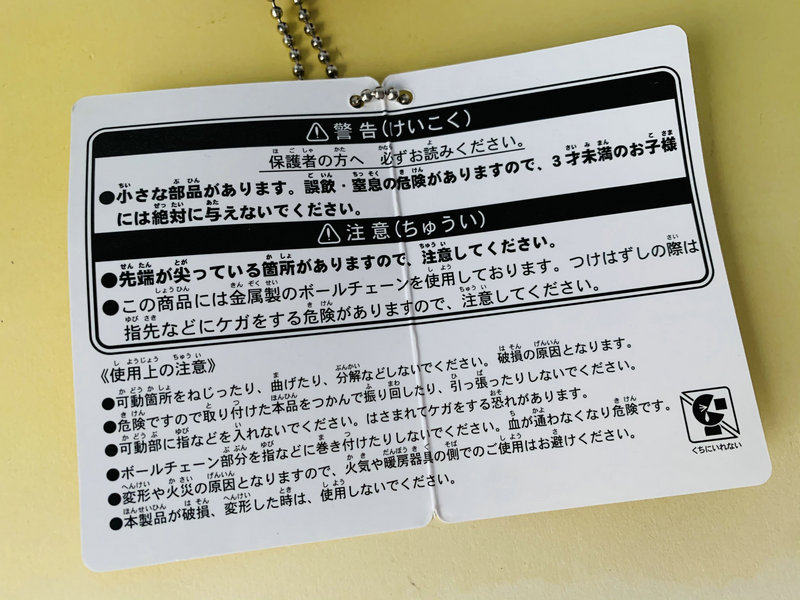 ⚠警告(けいこく)
保護者の方へ 必ずお読みください。
●小さな部品があります。誤飲・窒息の危険がありますので、3才未満のお子様
には絶対に与えないでください。
⚠注意(ちゅうい)
●先端が尖っている箇所がありますので、注意してください。
●この商品には金属製のボールチェーンを使用しております。つけはずしの際は
指先などにケガをする危険がありますので、注意してください。
《使用上の注意》
●可動箇所をねじったり、曲げたり、分解などしないでください。破損の原因となります。
●危険ですので取り付けた本品をつかんで振り回したり、引っ張ったりしないでください。
●可動部に指などを入れないでください。はさまれてケガをする恐れがあります。
●ボールチェーン部分を指などに巻き付けたりしないでください。血が通わなくなり危険です。
●変形や火災の原因となりますので、火気や暖房器具の側でのご使用はお避けください。
●本製品が破損、変形した時は、使用しないでください。
くちにいれない